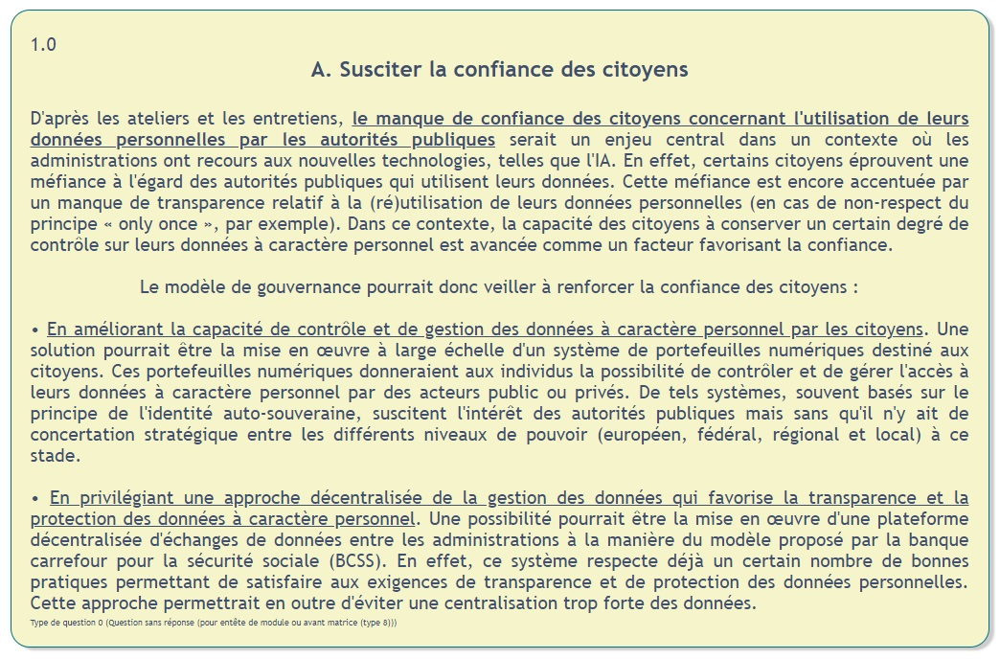 1.0
A. Susciter la confiance des citoyens
D'après les ateliers et les entretiens, le manque de confiance des citoyens concernant l'utilisation de leurs
données personnelles par les autorités publiques serait un enjeu central dans un contexte où les
administrations ont recours aux nouvelles technologies, telles que l'IA. En effet, certains citoyens éprouvent une
méfiance à l'égard des autorités publiques qui utilisent leurs données. Cette méfiance est encore accentuée par
un manque de transparence relatif à la (ré)utilisation de leurs données personnelles (en cas de non-respect du
principe « only once », par exemple). Dans ce contexte, la capacité des citoyens à conserver un certain degré de
contrôle sur leurs données à caractère personnel est avancée comme un facteur favorisant la confiance.
Le modèle de gouvernance pourrait donc veiller à renforcer la confiance des citoyens :
• En améliorant la capacité de contrôle et de gestion des données à caractère personnel par les citoyens. Une
solution pourrait être la mise en œuvre à large échelle d'un système de portefeuilles numériques destiné aux
citoyens. Ces portefeuilles numériques donneraient aux individus la possibilité de contrôler et de gérer l'accès à
leurs données à caractère personnel par des acteurs public ou privés. De tels systèmes, souvent basés sur le
principe de l'identité auto-souveraine, suscitent l'intérêt des autorités publiques mais sans qu'il n'y ait de
concertation stratégique entre les différents niveaux de pouvoir (européen, fédéral, régional et local) à ce
stade.
• En privilégiant une approche décentralisée de la gestion des données qui favorise la transparence et la
protection des données à caractère personnel. Une possibilité pourrait être la mise en œuvre d'une plateforme
décentralisée d'échanges de données entre les administrations à la manière du modèle proposé par la banque
carrefour pour la sécurité sociale (BCSS). En effet, ce système respecte déjà un certain nombre de bonnes
pratiques permettant de satisfaire aux exigences de transparence et de protection des données personnelles.
Cette approche permettrait en outre d'éviter une centralisation trop forte des données.
Type de question 0 (Question sans réponse (pour entête de module ou avant matrice (type 8)))